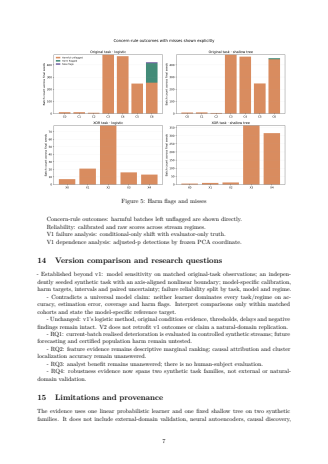 Concern-rule outcomes with misses shown explicitly
Original task · logistic
Original task · shallow tree
XOR task · logistic
XOR task · shallow tree
Figure 5: Harm flags and misses
Concern-rule outcomes: harmful batches left unflagged are shown directly.
Reliability: calibrated and raw scores across stream regimes.
V1 failure analysis: conditional-only shift with evaluator-only truth.
V1 dependence analysis: adjusted-p detections by frozen PCA coordinate.
14 Version comparison and research questions
- Established beyond v1: model sensitivity on matched original-task observations; an indepen-
dently seeded synthetic task with an axis-aligned nonlinear boundary; model-specific calibration,
harm targets, intervals and paired uncertainty; failure reliability split by task, model and regime.
- Contradicts a universal model claim: neither learner dominates every task/regime on ac-
curacy, estimation error, coverage and harm flags. Interpret comparisons only within matched
cohorts and state the model-specific reference target.
- Unchanged: v1's logistic method, original condition evidence, thresholds, delays and negative
findings remain intact. V2 does not retrofit v1 outcomes or claim a natural-domain replication.
- RQ1: current-batch realised deterioration is evaluated in controlled synthetic streams; future
forecasting and certified population harm remain untested.
- RQ2: feature evidence remains descriptive marginal ranking; causal attribution and cluster
localization accuracy remain unanswered.
- RQ3: analyst benefit remains unanswered; there is no human-subject evaluation.
- RQ4: robustness evidence now spans two synthetic task families, not external or natural-
domain validation.
15 Limitations and provenance
The evidence uses one linear probabilistic learner and one fixed shallow tree on two synthetic
families. It does not include external-domain validation, neural autoencoders, causal discovery,
7